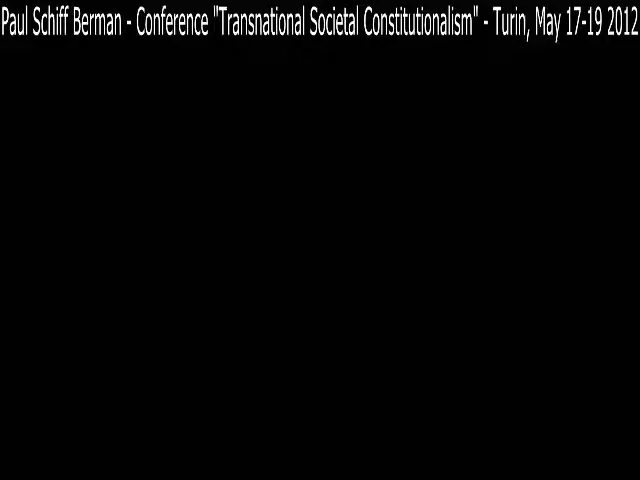 Paul Schiff Berman - Conference "Transnational Societal Constitutionalism" - Turin, May 17-19 2012